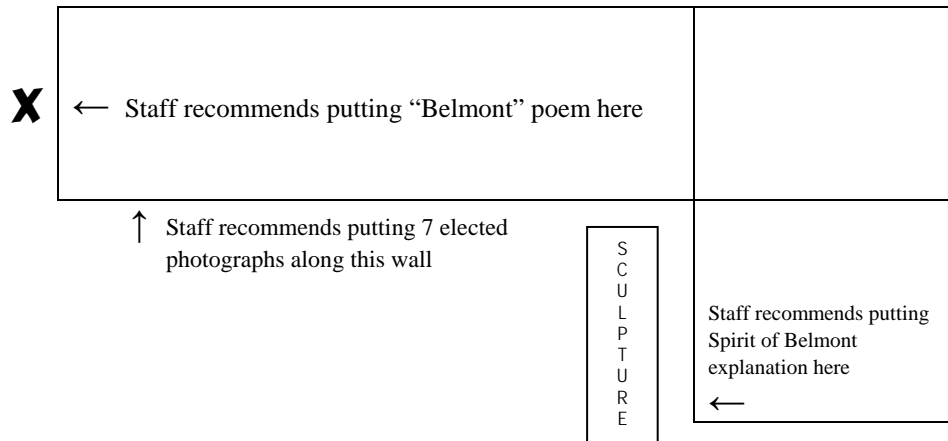 X
← Staff recommends putting “Belmont” poem here
↑ Staff recommends putting 7 elected
photographs along this wall
SCULPTURE
Staff recommends putting
Spirit of Belmont
explanation here
←